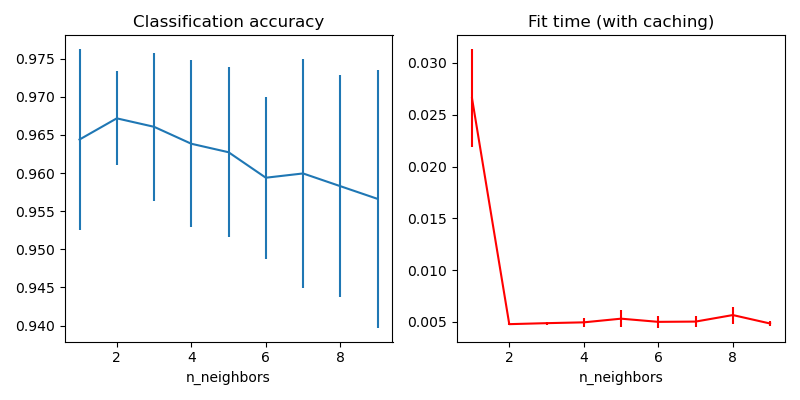 Classification accuracy
0.975
0.970
0.965
0.960
0.955
0.950
0.945
0.940
2 4 6 8
n_neighbors
Fit time (with caching)
0.030
0.025
0.020
0.015
0.010
0.005
2 4 6 8
n_neighbors